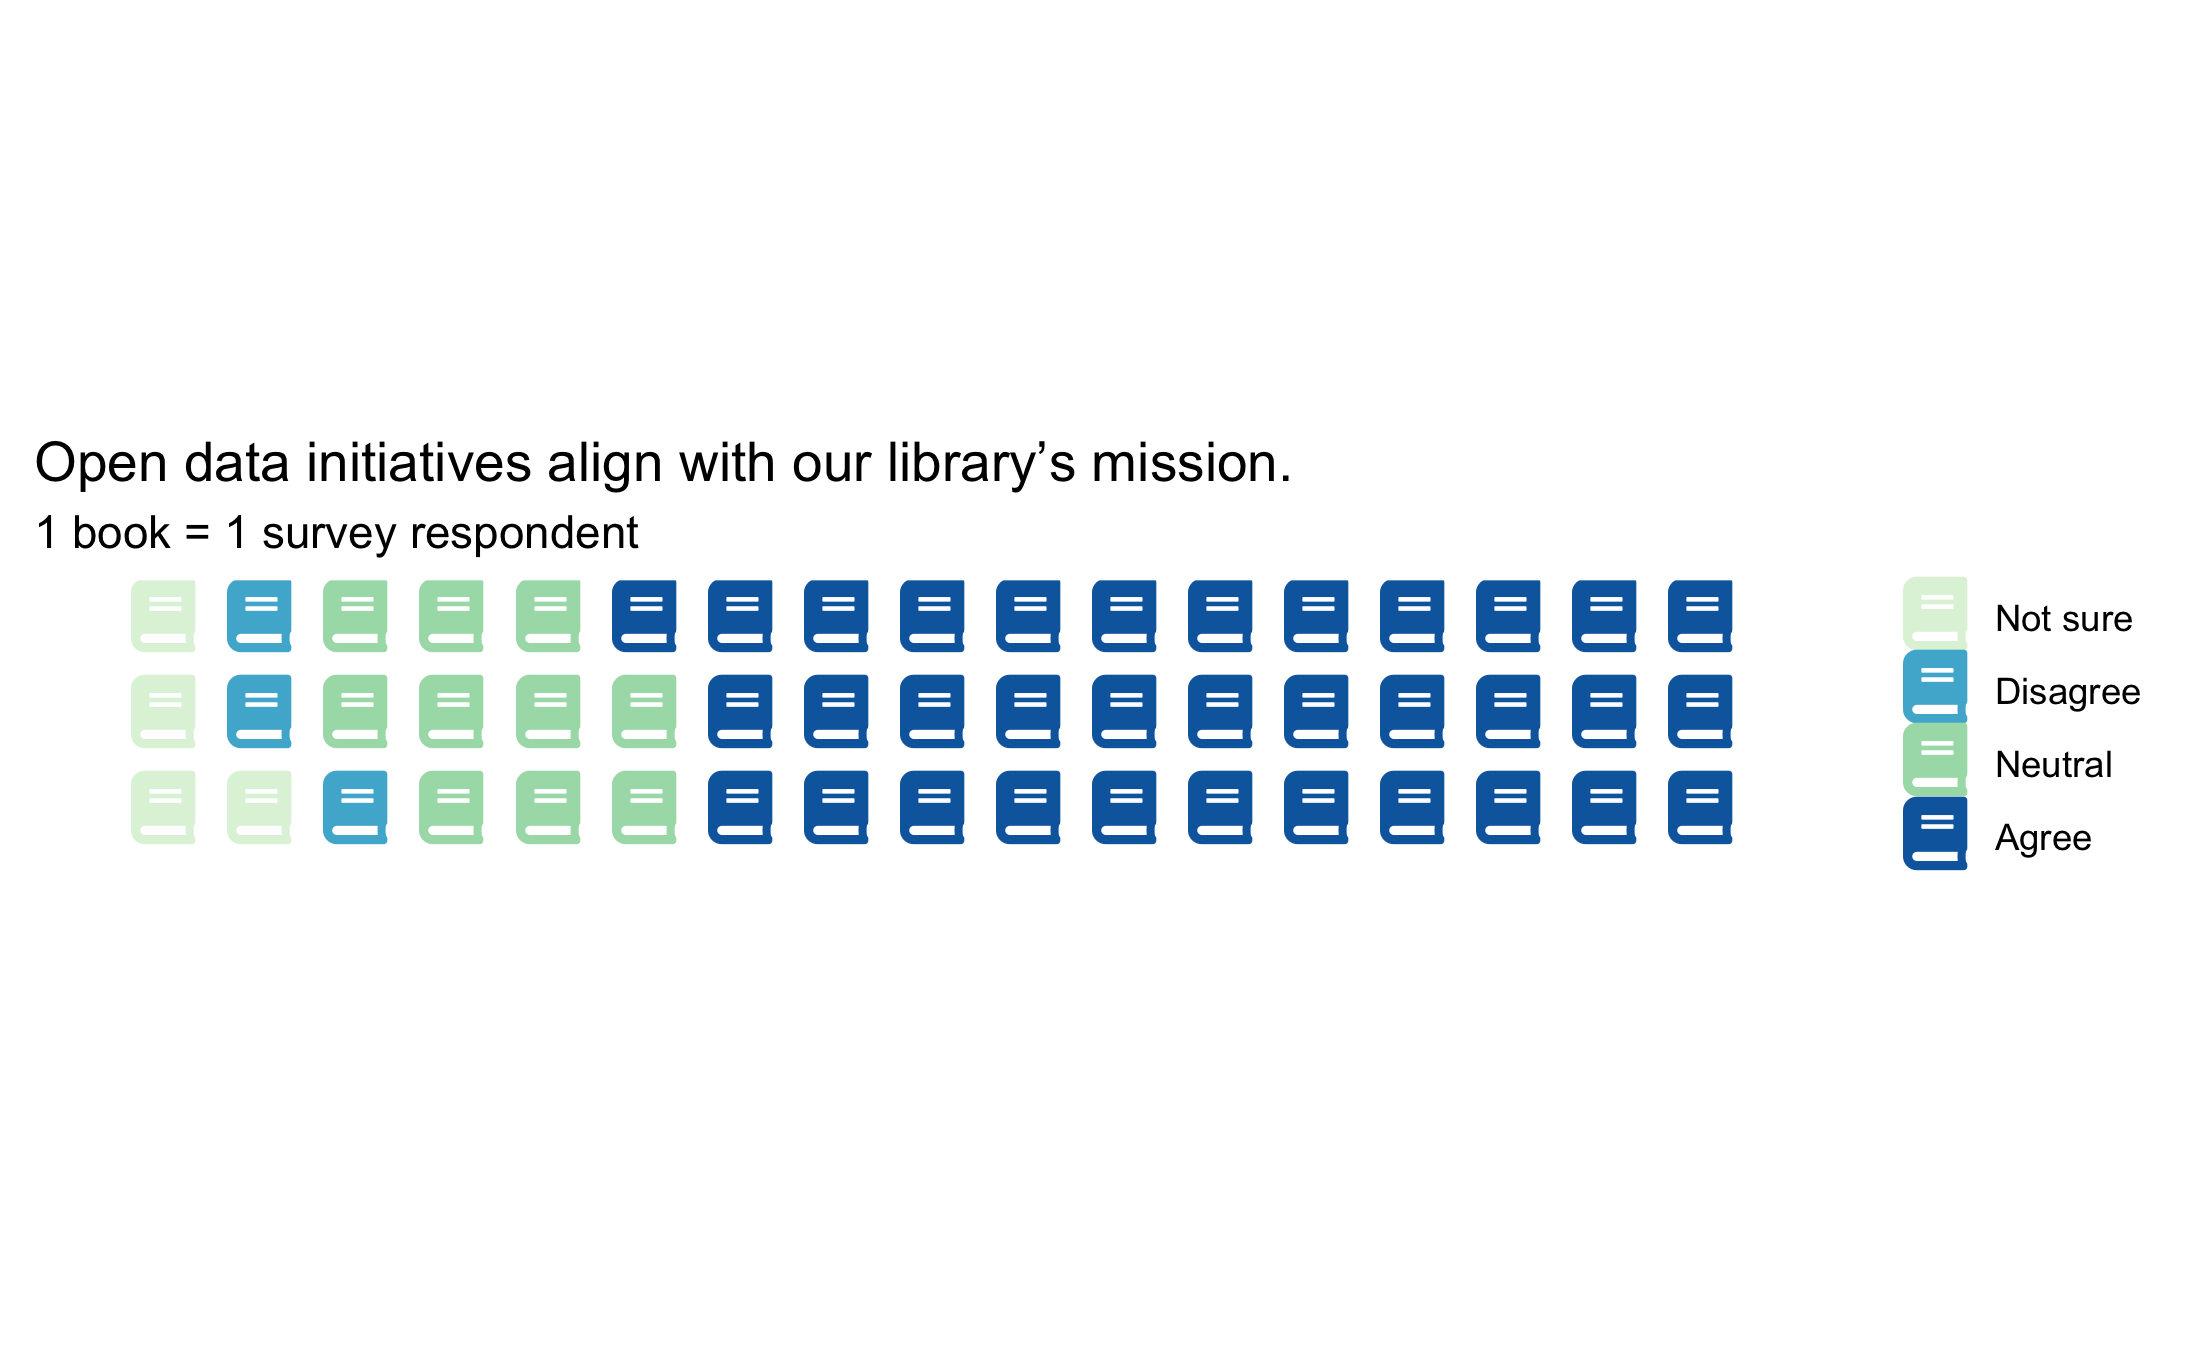 Open data initiatives align with our library’s mission.
1 book = 1 survey respondent
Not sure
Disagree
Neutral
Agree